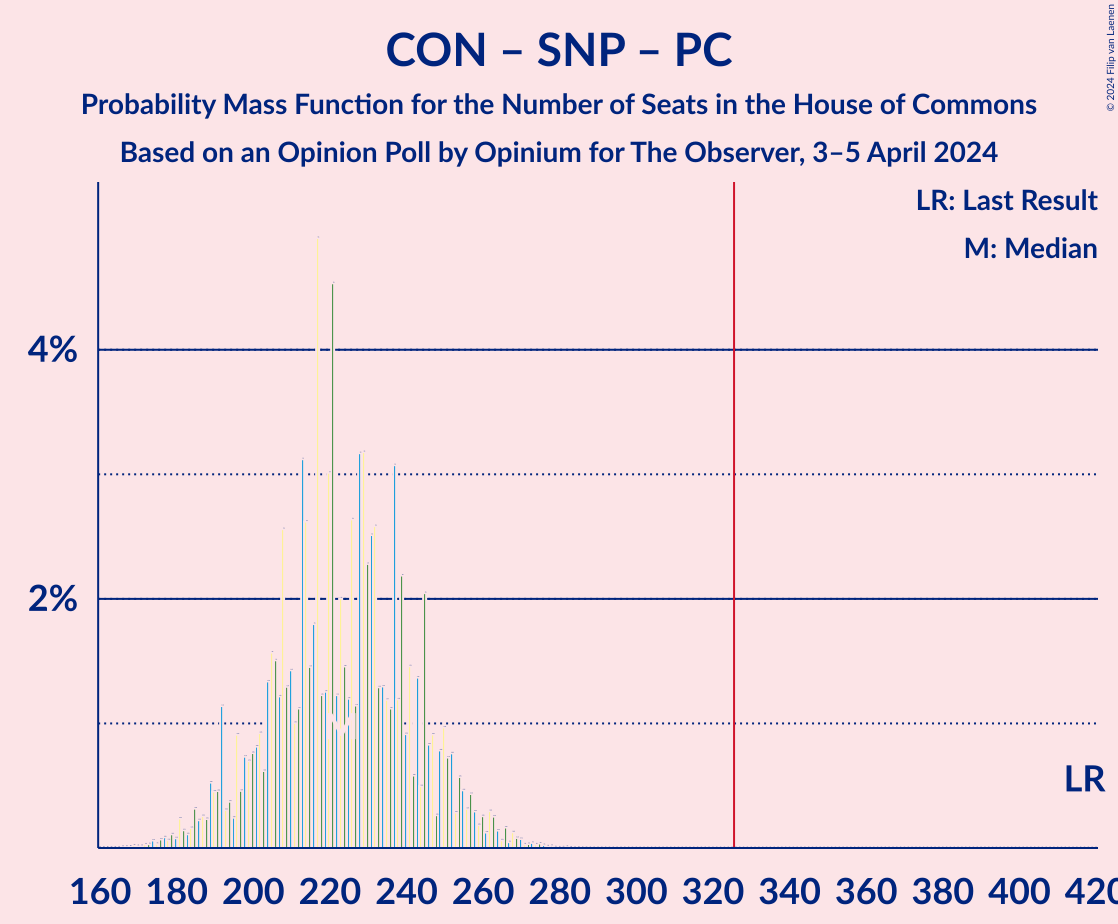 CON – SNP – PC
Probability Mass Function for the Number of Seats in the House of Commons
Based on an Opinion Poll by Opinium for The Observer, 3–5 April 2024
© 2024 Filip van Laenen
LR: Last Result
M: Median
4%
2%
M
LR
160 180 200 220 240 260 280 300 320 340 360 380 400 420